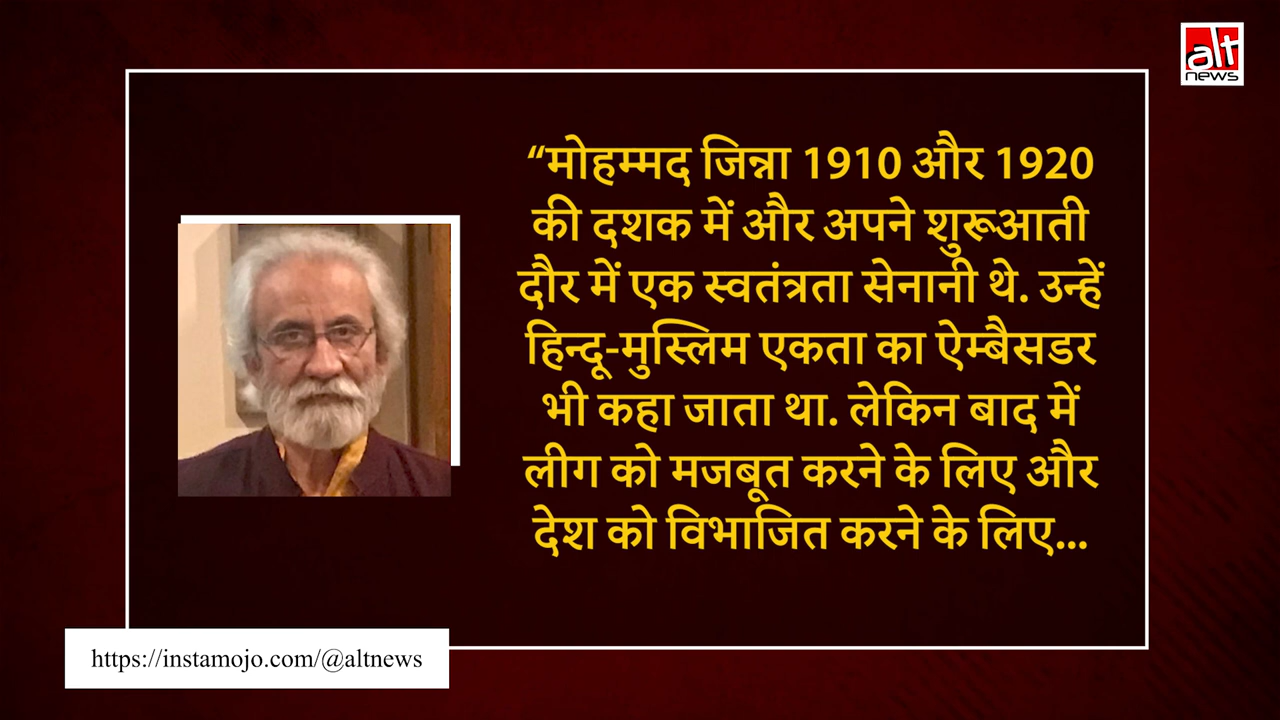 alt
news
“मोहम्मद जिन्ना 1910 और 1920
की दशक में और अपने शुरूआती
दौर में एक स्वतंत्रता सेनानी थे. उन्हें
हिन्दू-मुस्लिम एकता का ऐम्बैसडर
भी कहा जाता था. लेकिन बाद में
लीग को मजबूत करने के लिए और
देश को विभाजित करने के लिए...
https://instamojo.com/@altnews